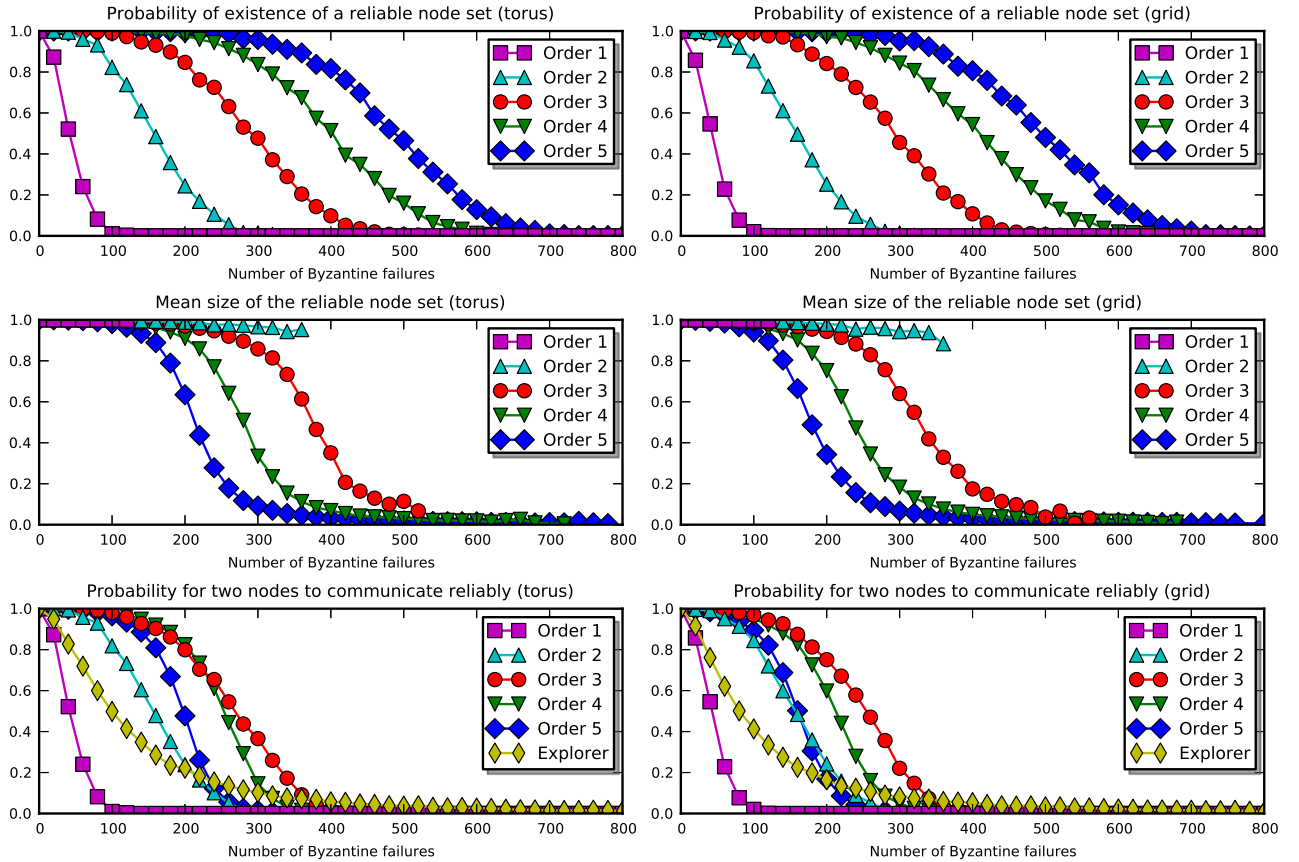 Probability of existence of a reliable node set (torus)
1.0
0.8
0.6
0.4
0.2
0.0
Order 1
Order 2
Order 3
Order 4
Order 5
0 100 200 300 400 500 600 700 800
Number of Byzantine failures
Probability of existence of a reliable node set (grid)
1.0
0.8
0.6
0.4
0.2
0.0
Order 1
Order 2
Order 3
Order 4
Order 5
0 100 200 300 400 500 600 700 800
Number of Byzantine failures
Mean size of the reliable node set (torus)
1.0
0.8
0.6
0.4
0.2
0.0
Order 1
Order 2
Order 3
Order 4
Order 5
0 100 200 300 400 500 600 700 800
Number of Byzantine failures
Mean size of the reliable node set (grid)
1.0
0.8
0.6
0.4
0.2
0.0
Order 1
Order 2
Order 3
Order 4
Order 5
0 100 200 300 400 500 600 700 800
Number of Byzantine failures
Probability for two nodes to communicate reliably (torus)
1.0
0.8
0.6
0.4
0.2
0.0
Order 1
Order 2
Order 3
Order 4
Order 5
Explorer
0 100 200 300 400 500 600 700 800
Number of Byzantine failures
Probability for two nodes to communicate reliably (grid)
1.0
0.8
0.6
0.4
0.2
0.0
Order 1
Order 2
Order 3
Order 4
Order 5
Explorer
0 100 200 300 400 500 600 700 800
Number of Byzantine failures